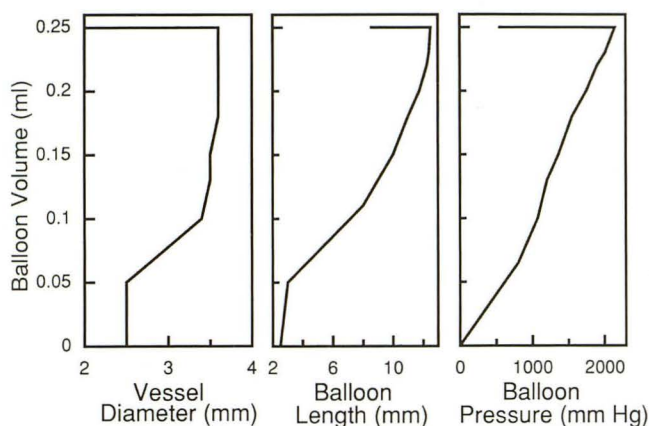 Balloon Volume (ml)
0.25
0.2
0.15
0.1
0.05
0
2 3 4
Vessel
Diameter (mm)
2 6 10
Balloon
Length (mm)
0 1000 2000
Balloon
Pressure (mm Hg)